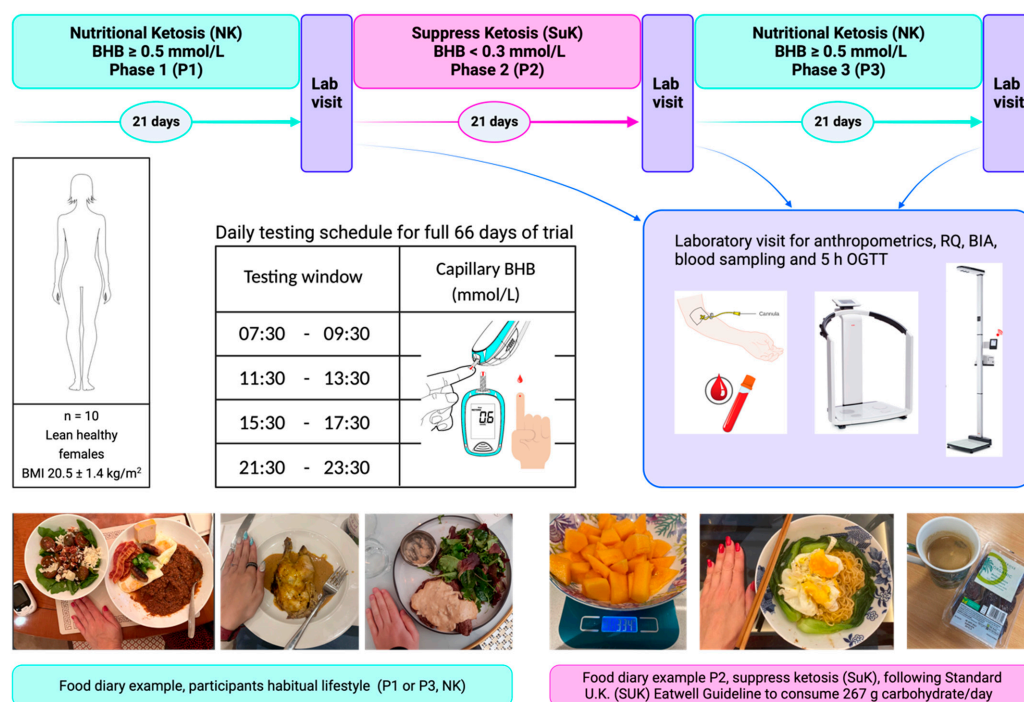 Nutritional Ketosis (NK)
BHB ≥ 0.5 mmol/L
Phase 1 (P1)
Lab
visit
Suppress Ketosis (SuK)
BHB < 0.3 mmol/L
Phase 2 (P2)
Lab
visit
Nutritional Ketosis (NK)
BHB ≥ 0.5 mmol/L
Phase 3 (P3)
Lab
visit
21 days
21 days
21 days
n = 10
Lean healthy
females
BMI 20.5 ± 1.4 kg/m²
Daily testing schedule for full 66 days of trial
Testing window
Capillary BHB
(mmol/L)
07:30 - 09:30
11:30 - 13:30
15:30 - 17:30
21:30 - 23:30
06
Laboratory visit for anthropometrics, RQ, BIA,
blood sampling and 5 h OGTT
Cannula
334
Food diary example, participants habitual lifestyle (P1 or P3, NK)
Food diary example P2, suppress ketosis (SuK), following Standard
U.K. (SUK) Eatwell Guideline to consume 267 g carbohydrate/day